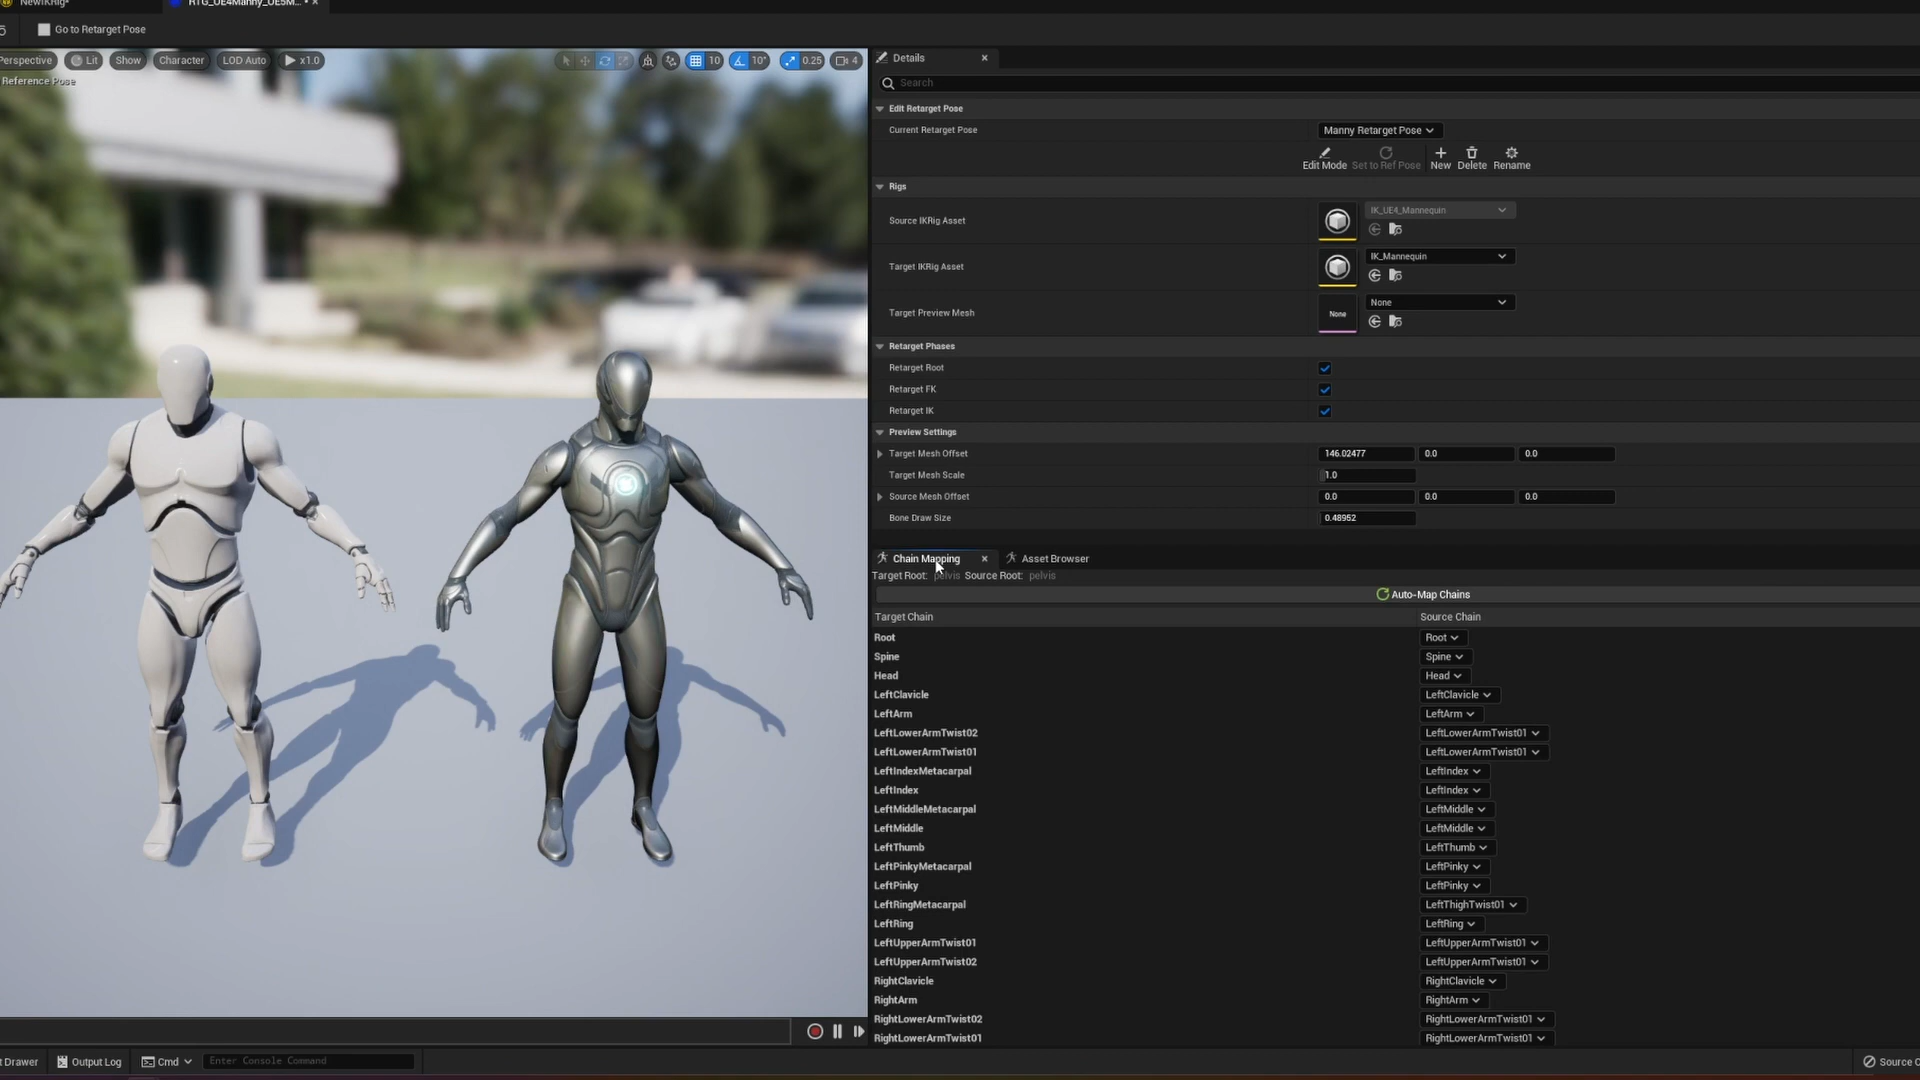 NewIKRig*
RTG_UE4Manny_UE5M... •
Go to Retarget Pose
Perspective Lit Show Character LOD Auto x1.0 10 10° 0.25 4
Reference Pose
Details
Search
Edit Retarget Pose
Current Retarget Pose Manny Retarget Pose
Edit Mode Set to Ref Pose New Delete Rename
Rigs
Source IKRig Asset IK_UE4_Mannequin
Target IKRig Asset IK_Mannequin
Target Preview Mesh None None
Retarget Phases
Retarget Root
Retarget FK
Retarget IK
Preview Settings
Target Mesh Offset 146.02477 0.0 0.0
Target Mesh Scale 1.0
Source Mesh Offset 0.0 0.0 0.0
Bone Draw Size 0.48952
Chain Mapping Asset Browser
Target Root: pelvis Source Root: pelvis
Auto-Map Chains
Target Chain Source Chain
Root Root
Spine Spine
Head Head
LeftClavicle LeftClavicle
LeftArm LeftArm
LeftLowerArmTwist02 LeftLowerArmTwist01
LeftLowerArmTwist01 LeftLowerArmTwist01
LeftIndexMetacarpal LeftIndex
LeftIndex LeftIndex
LeftMiddleMetacarpal LeftMiddle
LeftMiddle LeftMiddle
LeftThumb LeftThumb
LeftPinkyMetacarpal LeftPinky
LeftPinky LeftPinky
LeftRingMetacarpal LeftThighTwist01
LeftRing LeftRing
LeftUpperArmTwist01 LeftUpperArmTwist01
LeftUpperArmTwist02 LeftUpperArmTwist01
RightClavicle RightClavicle
RightArm RightArm
RightLowerArmTwist02 RightLowerArmTwist01
RightLowerArmTwist01 RightLowerArmTwist01
t Drawer Output Log Cmd Enter Console Command Source C